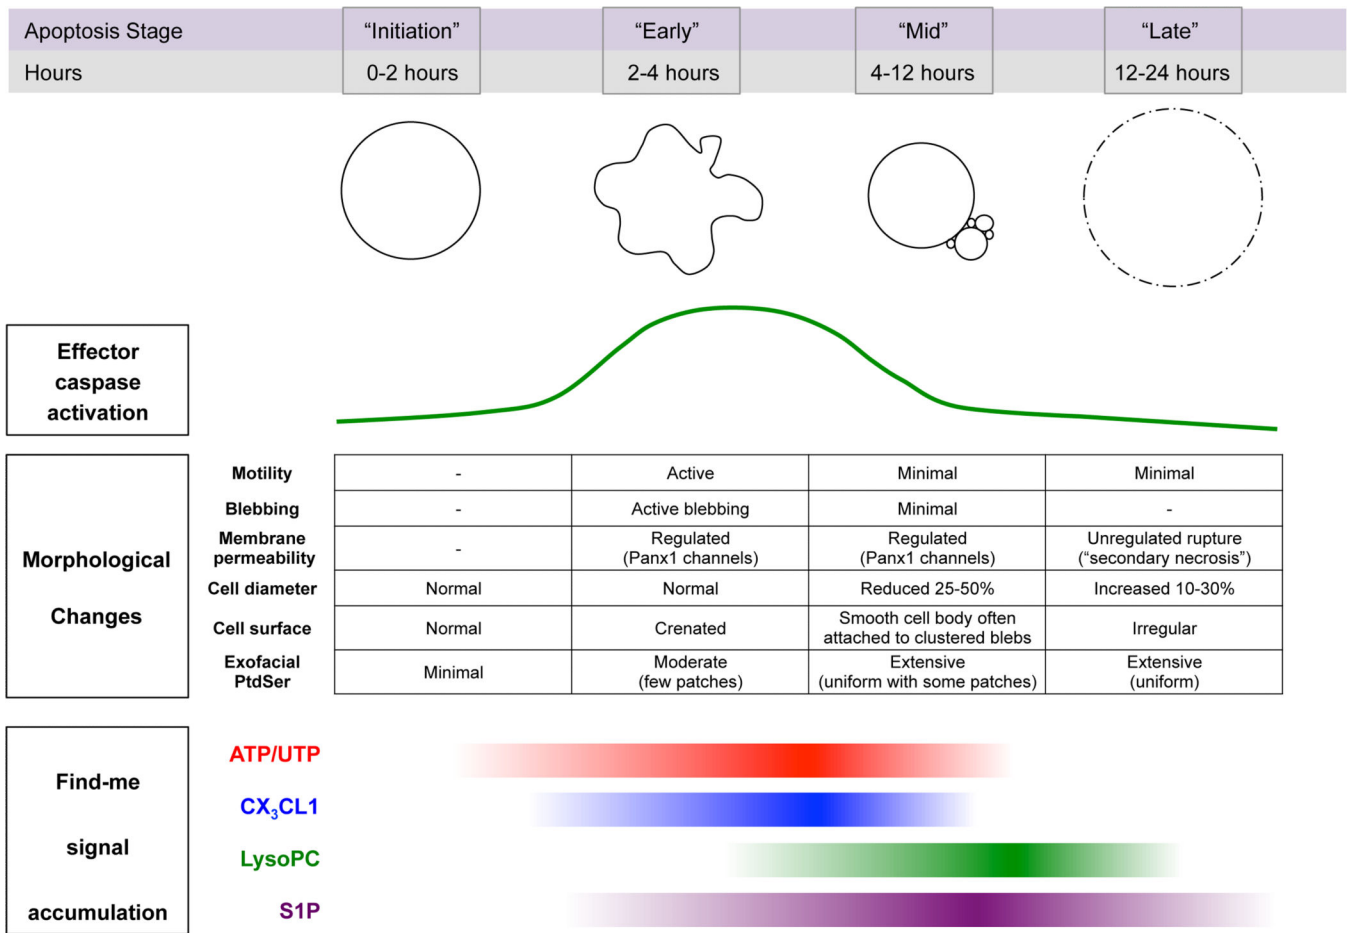 Apoptosis Stage “Initiation” “Early” “Mid” “Late”
Hours 0-2 hours 2-4 hours 4-12 hours 12-24 hours
Effector
caspase
activation
Morphological
Changes
Motility - Active Minimal Minimal
Blebbing - Active blebbing Minimal -
Membrane
permeability
-
Regulated
(Panx1 channels)
Regulated
(Panx1 channels)
Unregulated rupture
(“secondary necrosis”)
Cell diameter Normal Normal Reduced 25-50% Increased 10-30%
Cell surface Normal Crenated
Smooth cell body often
attached to clustered blebs
Irregular
Exofacial
PtdSer
Minimal
Moderate
(few patches)
Extensive
(uniform with some patches)
Extensive
(uniform)
Find-me
signal
accumulation
ATP/UTP
CX₃CL1
LysoPC
S1P